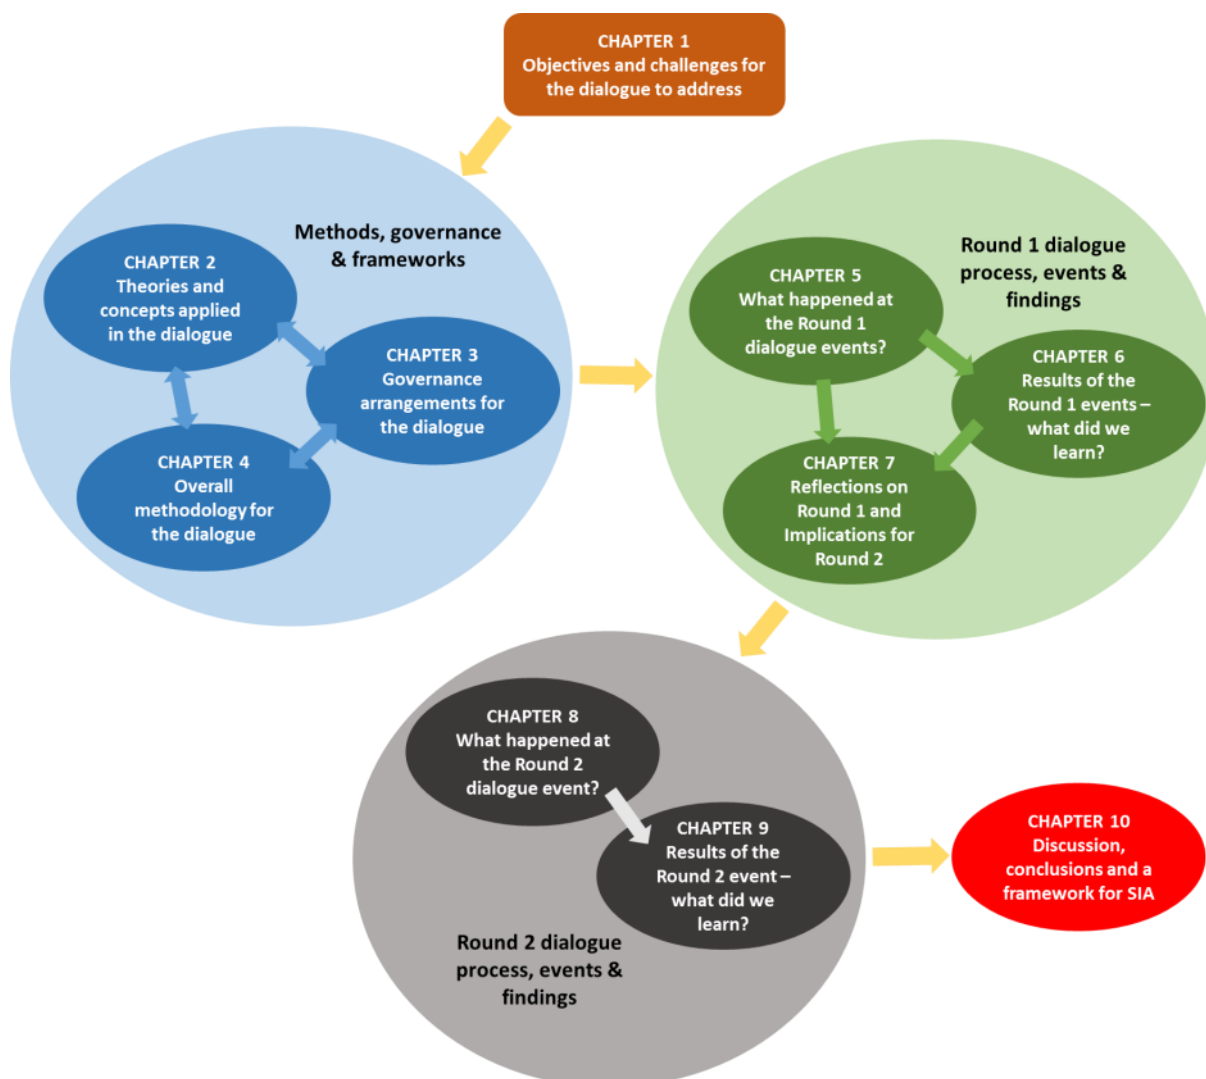 CHAPTER 1
Objectives and challenges for
the dialogue to address
Methods, governance
& frameworks
CHAPTER 2
Theories and
concepts applied
in the dialogue
CHAPTER 3
Governance
arrangements for
the dialogue
CHAPTER 4
Overall
methodology for
the dialogue
Round 1 dialogue
process, events &
findings
CHAPTER 5
What happened at
the Round 1
dialogue events?
CHAPTER 6
Results of the
Round 1 events –
what did we
learn?
CHAPTER 7
Reflections on
Round 1 and
Implications for
Round 2
CHAPTER 8
What happened at
the Round 2
dialogue event?
CHAPTER 9
Results of the
Round 2 event –
what did we
learn?
Round 2 dialogue
process, events &
findings
CHAPTER 10
Discussion,
conclusions and a
framework for SIA